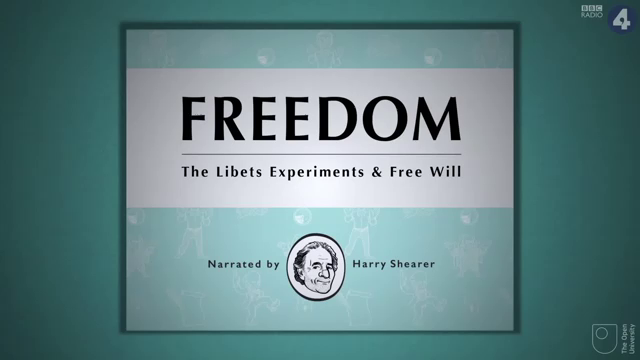 BBC
RADIO
4
FREEDOM
The Libets Experiments & Free Will
Narrated by Harry Shearer
The Open
University